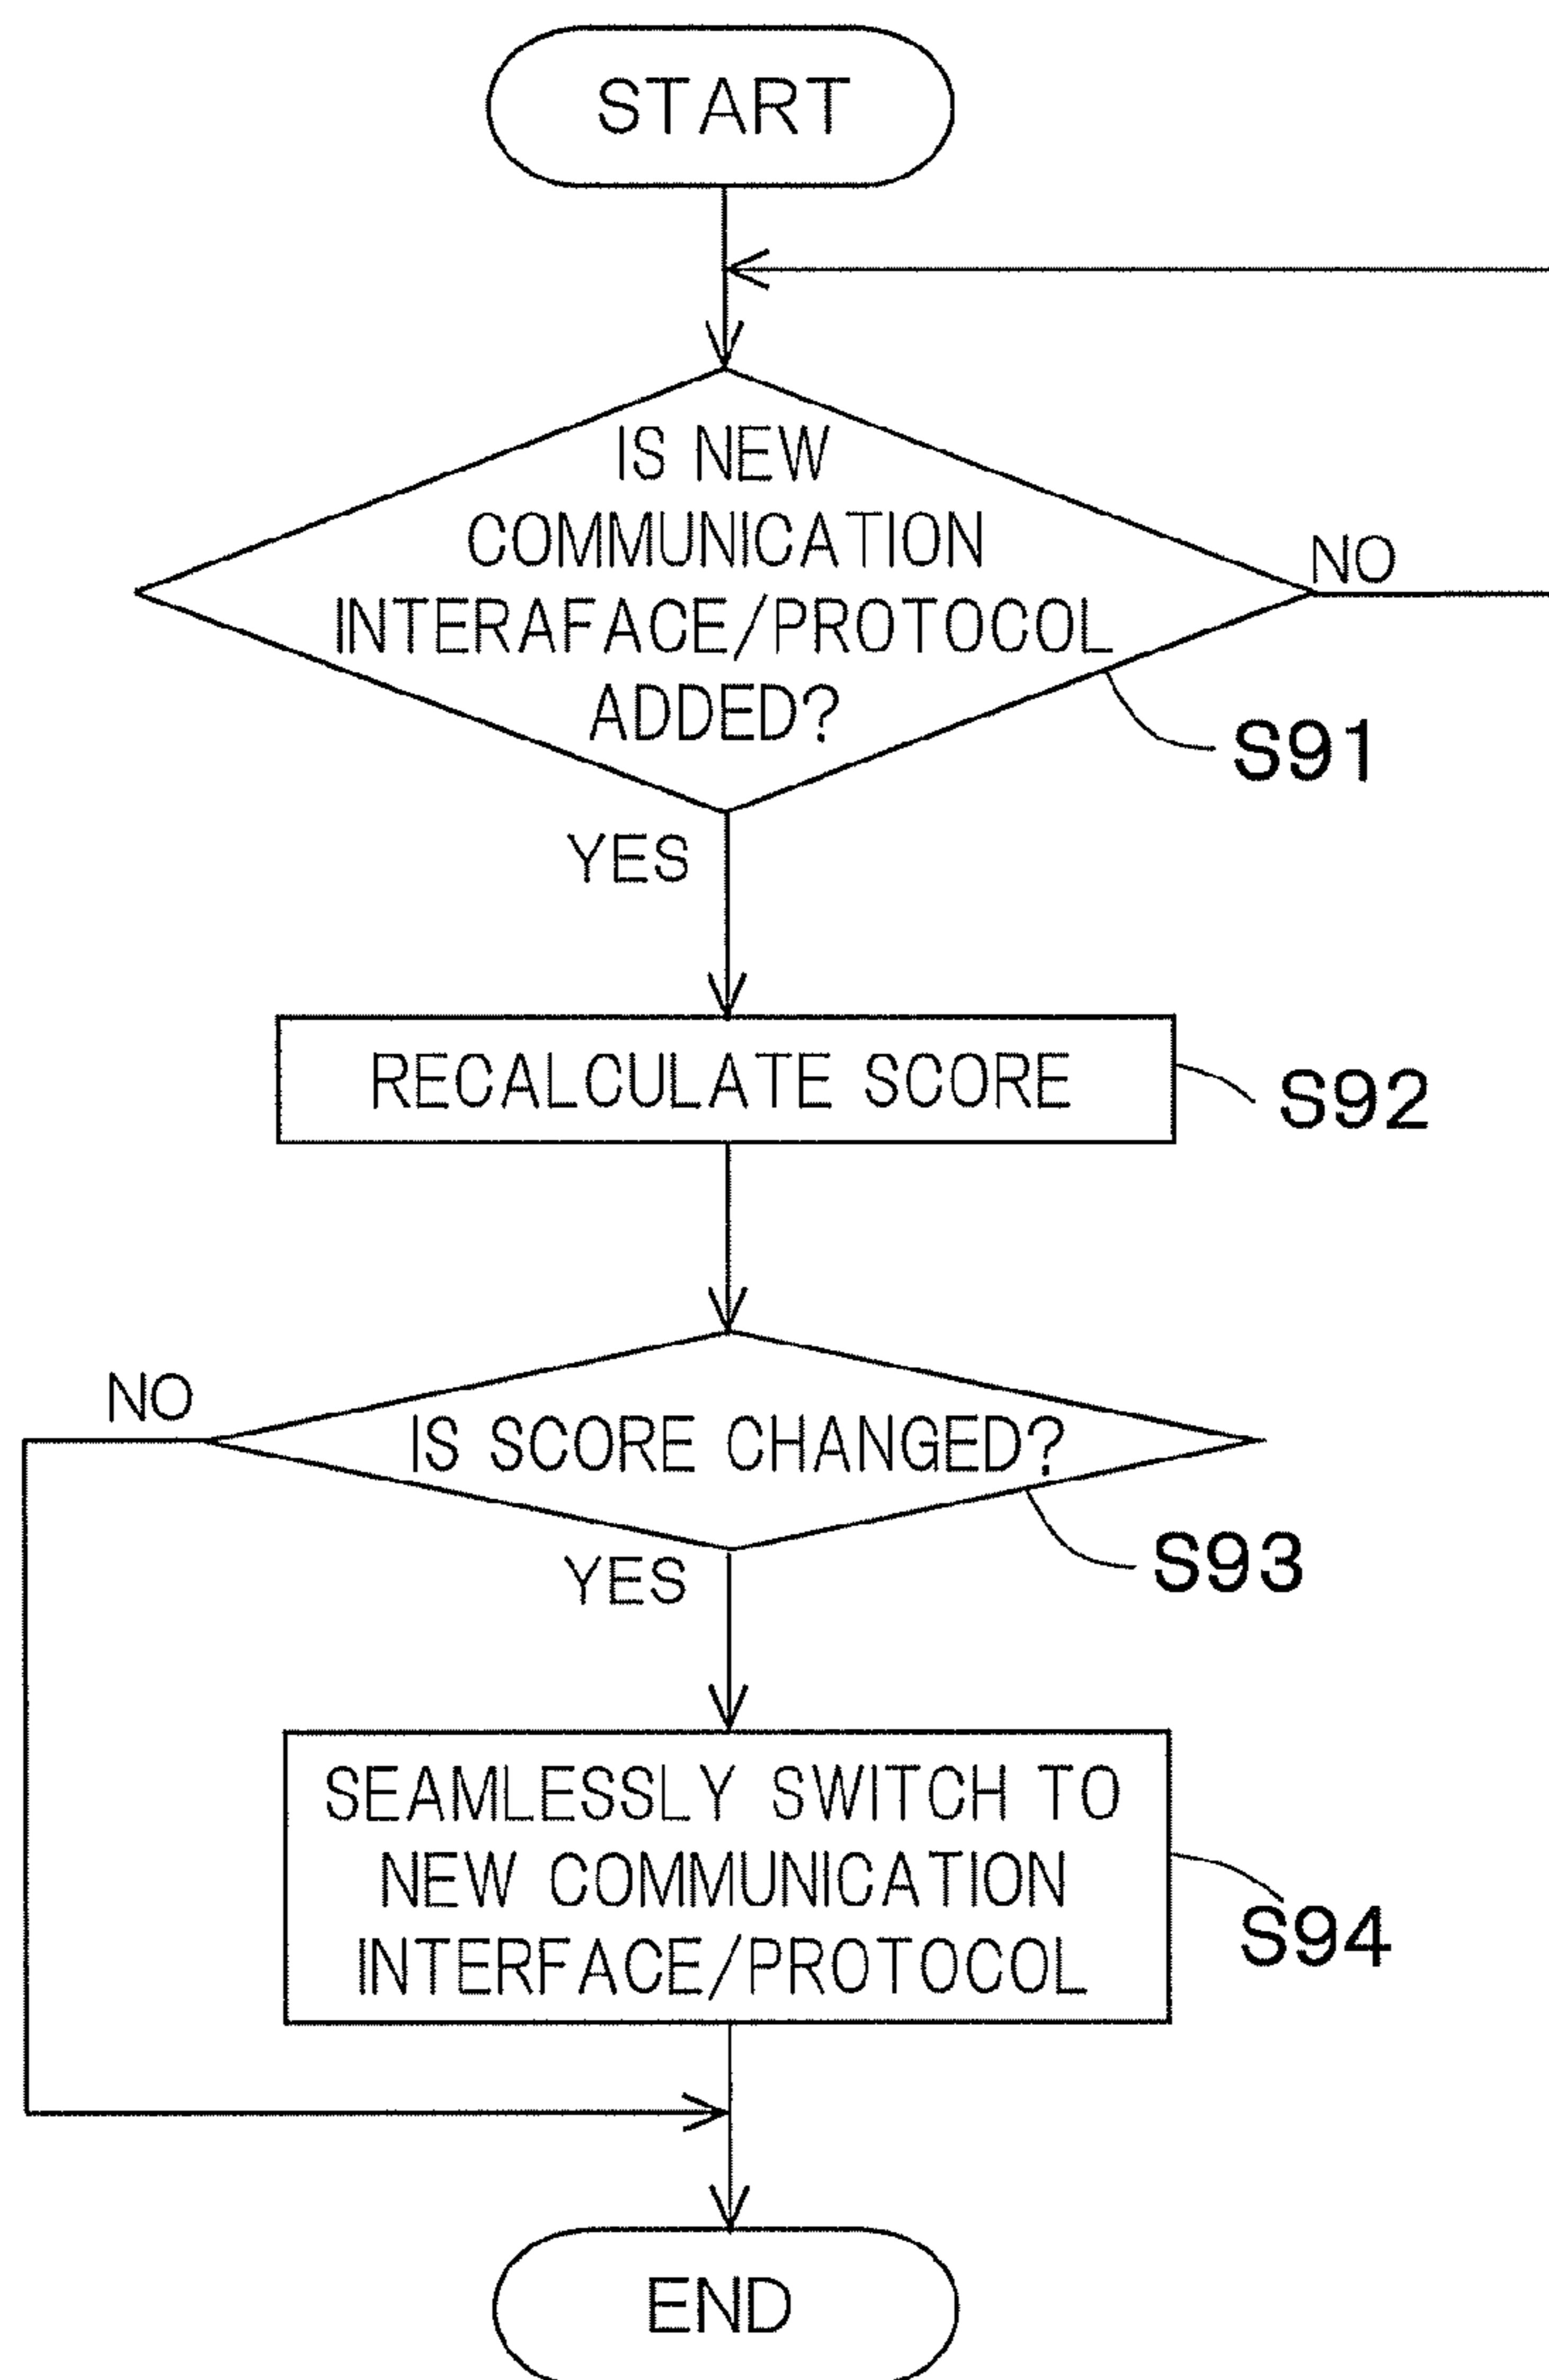 START
IS NEW
COMMUNICATION
NO
INTERAFACE/PROTOCOL
ADDED?
S91
YES
RECALCULATE SCORE
S92
NO
IS SCORE CHANGED?
S93
YES
SEAMLESSLY SWITCH TO
NEW COMMUNICATION
INTERFACE/PROTOCOL
S94
END